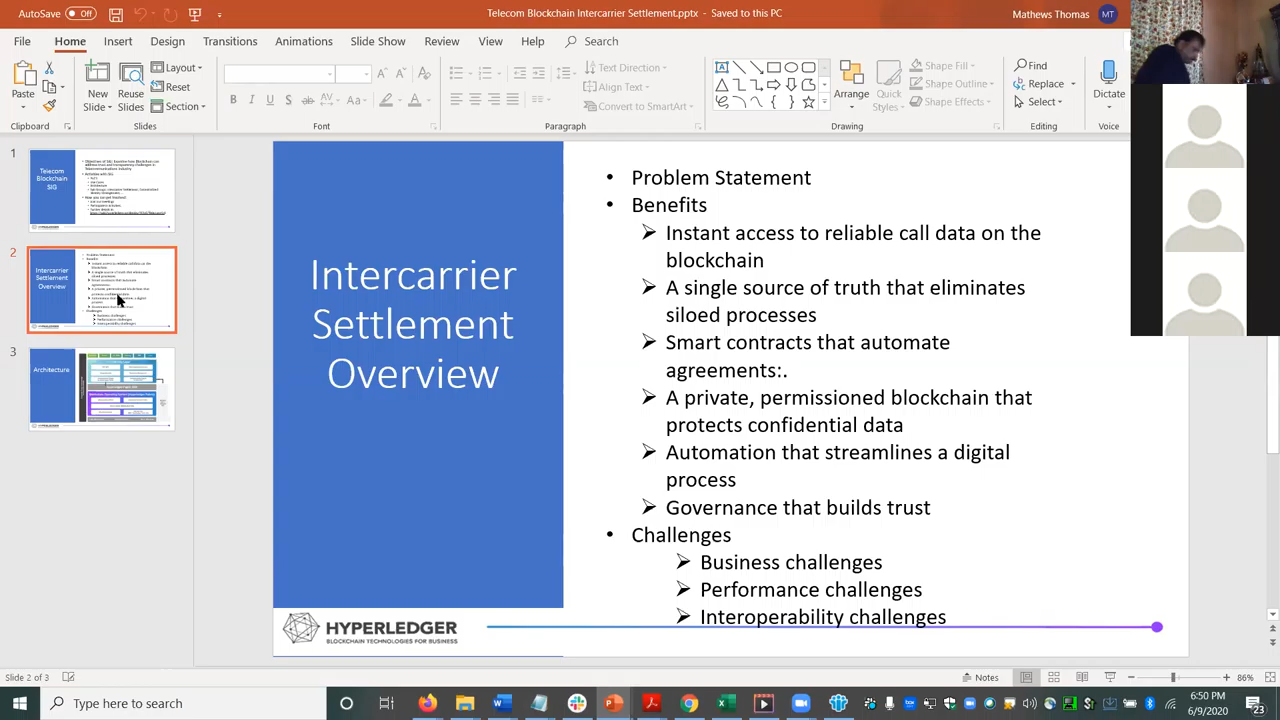 AutoSave Off
Telecom Blockchain Intercarrier Settlement.pptx - Saved to this PC
Mathews Thomas MT
File Home Insert Design Transitions Animations Slide Show Review View Help Search
Paste
Clipboard
New Slide
Reuse Slides
Layout
Reset
Section
Slides
B I U S ab AV Aa A
Font
Text Direction
Align Text
Convert to SmartArt
Paragraph
Arrange
Quick Styles
Shape Fill
Shape Outline
Shape Effects
Drawing
Find
Replace
Select
Editing
Dictate
Voice
1
Telecom
Blockchain
SIG
2
Intercarrier
Settlement
Overview
3
Architecture
Intercarrier
Settlement
Overview
• Problem Statement
• Benefits
➢ Instant access to reliable call data on the
blockchain
➢ A single source of truth that eliminates
siloed processes
➢ Smart contracts that automate
agreements:.
➢ A private, permissioned blockchain that
protects confidential data
➢ Automation that streamlines a digital
process
➢ Governance that builds trust
• Challenges
➢ Business challenges
➢ Performance challenges
➢ Interoperability challenges
HYPERLEDGER
BLOCKCHAIN TECHNOLOGIES FOR BUSINESS
Slide 2 of 3
Notes
86%
Type here to search
6:50 PM
6/9/2020
23